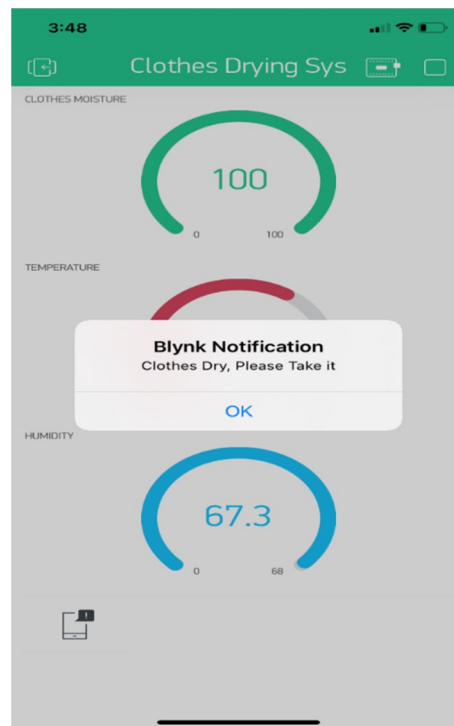 3:48
Clothes Drying Sys
CLOTHES MOISTURE
100
0 100
TEMPERATURE
Blynk Notification
Clothes Dry, Please Take it
OK
HUMIDITY
67.3
0 68